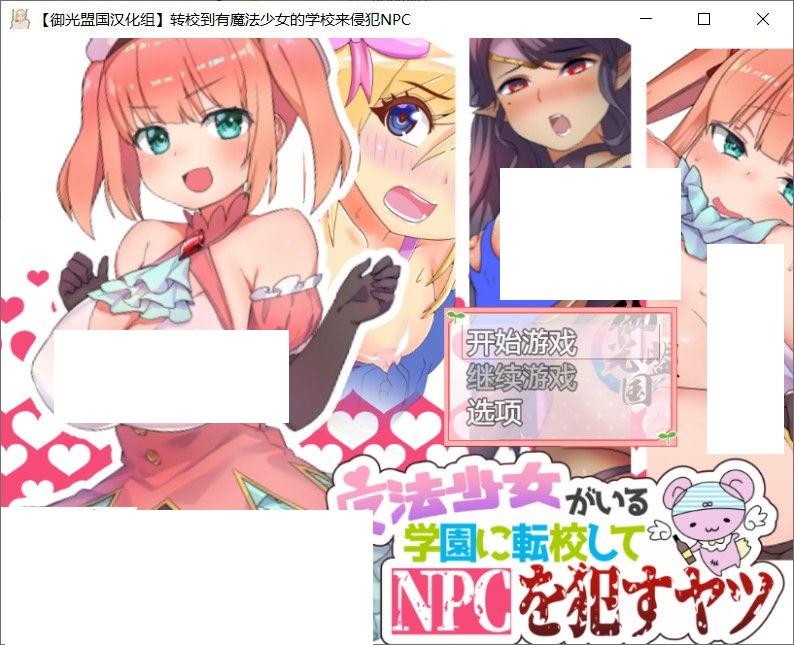 【御光盟国汉化组】转校到有魔法少女的学校来侵犯NPC
开始游戏
继续游戏
选项
魔法少女がいる
学園に転校して
NPCを犯すヤツ